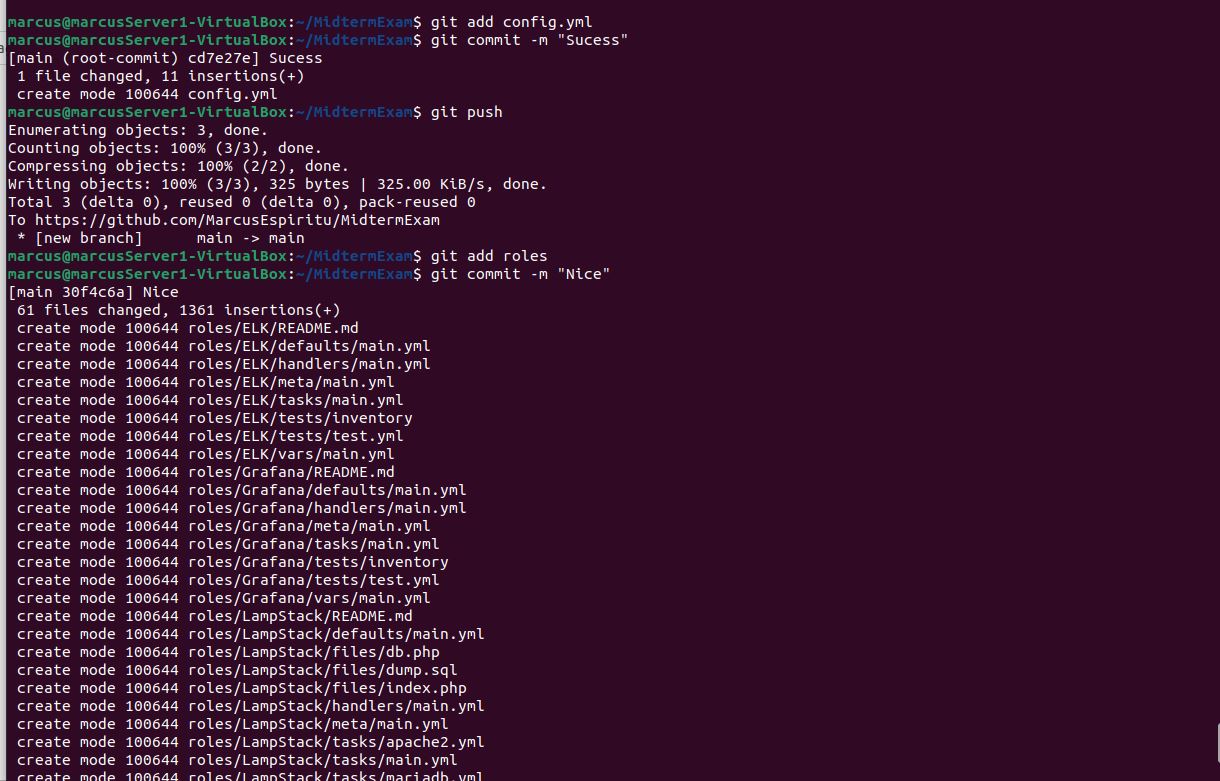 marcus@marcusServer1-VirtualBox:~/MidtermExam$ git add config.yml
marcus@marcusServer1-VirtualBox:~/MidtermExam$ git commit -m "Sucess"
[main (root-commit) cd7e27e] Sucess
 1 file changed, 11 insertions(+)
 create mode 100644 config.yml
marcus@marcusServer1-VirtualBox:~/MidtermExam$ git push
Enumerating objects: 3, done.
Counting objects: 100% (3/3), done.
Compressing objects: 100% (2/2), done.
Writing objects: 100% (3/3), 325 bytes | 325.00 KiB/s, done.
Total 3 (delta 0), reused 0 (delta 0), pack-reused 0
To https://github.com/MarcusEspiritu/MidtermExam
 * [new branch]      main -> main
marcus@marcusServer1-VirtualBox:~/MidtermExam$ git add roles
marcus@marcusServer1-VirtualBox:~/MidtermExam$ git commit -m "Nice"
[main 30f4c6a] Nice
 61 files changed, 1361 insertions(+)
 create mode 100644 roles/ELK/README.md
 create mode 100644 roles/ELK/defaults/main.yml
 create mode 100644 roles/ELK/handlers/main.yml
 create mode 100644 roles/ELK/meta/main.yml
 create mode 100644 roles/ELK/tasks/main.yml
 create mode 100644 roles/ELK/tests/inventory
 create mode 100644 roles/ELK/tests/test.yml
 create mode 100644 roles/ELK/vars/main.yml
 create mode 100644 roles/Grafana/README.md
 create mode 100644 roles/Grafana/defaults/main.yml
 create mode 100644 roles/Grafana/handlers/main.yml
 create mode 100644 roles/Grafana/meta/main.yml
 create mode 100644 roles/Grafana/tasks/main.yml
 create mode 100644 roles/Grafana/tests/inventory
 create mode 100644 roles/Grafana/tests/test.yml
 create mode 100644 roles/Grafana/vars/main.yml
 create mode 100644 roles/LampStack/README.md
 create mode 100644 roles/LampStack/defaults/main.yml
 create mode 100644 roles/LampStack/files/db.php
 create mode 100644 roles/LampStack/files/dump.sql
 create mode 100644 roles/LampStack/files/index.php
 create mode 100644 roles/LampStack/handlers/main.yml
 create mode 100644 roles/LampStack/meta/main.yml
 create mode 100644 roles/LampStack/tasks/apache2.yml
 create mode 100644 roles/LampStack/tasks/main.yml
 create mode 100644 roles/LampStack/tasks/mariadb.yml